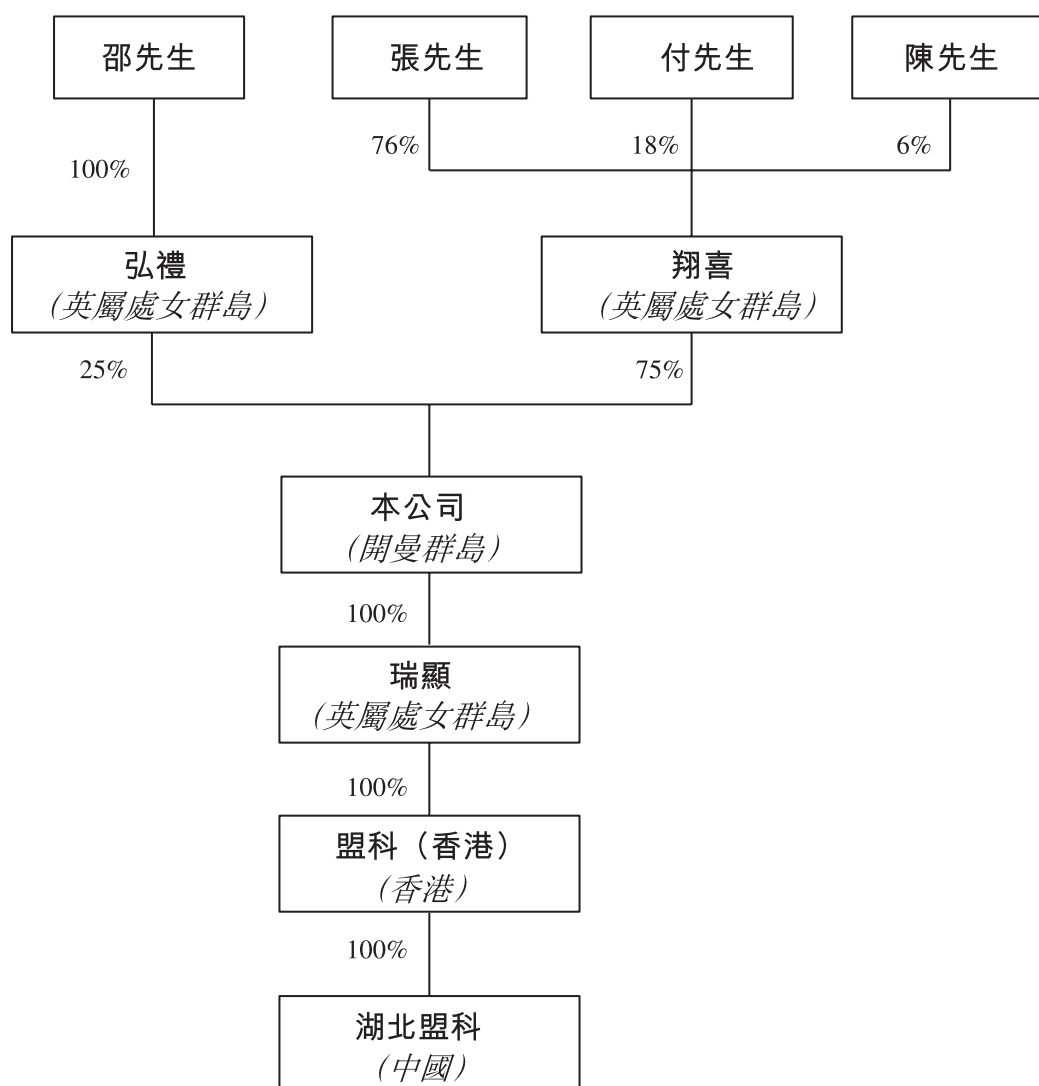 邵先生
張先生
付先生
陳先生
100%
76%
18%
6%
弘禮
(英屬處女群島)
翔喜
(英屬處女群島)
25%
75%
本公司
(開曼群島)
100%
瑞顯
(英屬處女群島)
100%
盟科（香港）
(香港)
100%
湖北盟科
(中國)